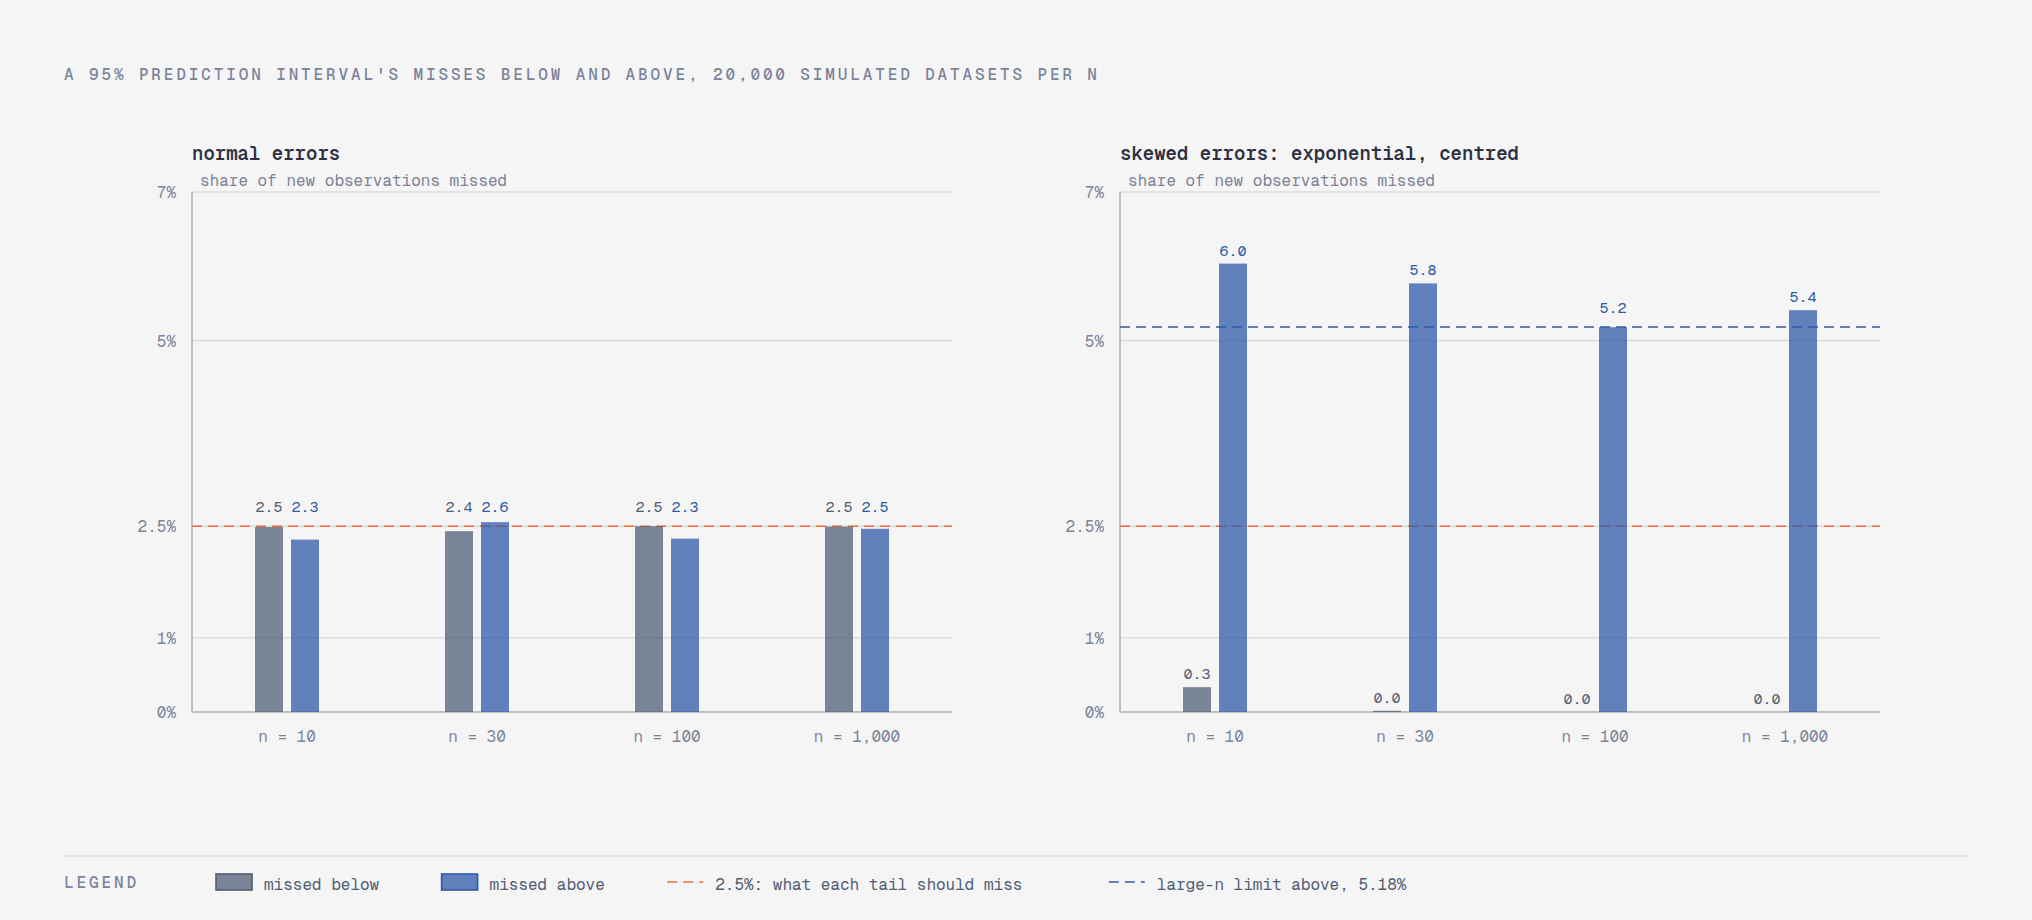 A 95% PREDICTION INTERVAL'S MISSES BELOW AND ABOVE, 20,000 SIMULATED DATASETS PER N
normal errors
share of new observations missed
7%
5%
2.5%
1%
0%
2.5 2.3
2.4 2.6
2.5 2.3
2.5 2.5
n = 10
n = 30
n = 100
n = 1,000
skewed errors: exponential, centred
share of new observations missed
7%
5%
2.5%
1%
0%
0.3 6.0
0.0 5.8
0.0 5.2
0.0 5.4
n = 10
n = 30
n = 100
n = 1,000
LEGEND
missed below
missed above
2.5%: what each tail should miss
large-n limit above, 5.18%